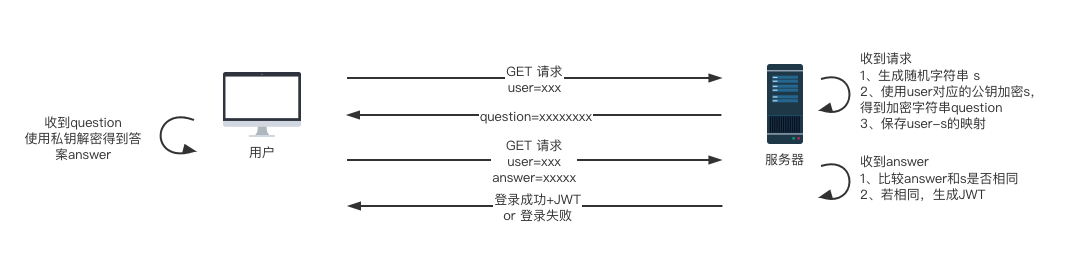 收到question
使用私钥解密得到答
案answer
用户
GET 请求
user=xxx
question=xxxxxxxx
GET 请求
user=xxx
answer=xxxxx
登录成功+JWT
or 登录失败
服务器
收到请求
1、生成随机字符串 s
2、使用user对应的公钥加密s，
得到加密字符串question
3、保存user-s的映射
收到answer
1、比较answer和s是否相同
2、若相同，生成JWT